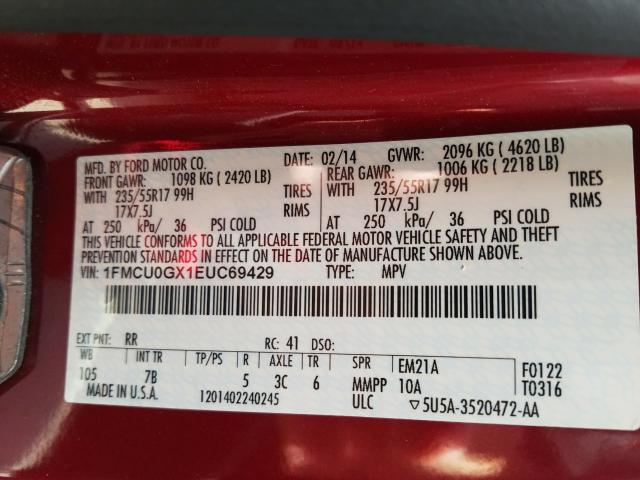 MFD. BY FORD MOTOR CO.
DATE: 02/14 GVWR: 2096 KG ( 4620 LB)
FRONT GAWR: 1098 KG ( 2420 LB)
REAR GAWR: 1006 KG ( 2218 LB)
WITH 235/55R17 99H TIRES
WITH 235/55R17 99H TIRES
17X7.5J RIMS
17X7.5J RIMS
AT 250 kPa/ 36 PSI COLD
AT 250 kPa/ 36 PSI COLD
THIS VEHICLE CONFORMS TO ALL APPLICABLE FEDERAL MOTOR VEHICLE SAFETY AND THEFT
PREVENTION STANDARDS IN EFFECT ON THE DATE OF MANUFACTURE SHOWN ABOVE.
VIN: 1FMCU0GX1EUC69429 TYPE: MPV
EXT PNT: RR RC: 41 DSO:
WB INT TR TP/PS R AXLE TR SPR EM21A F0122
105 7B 5 3C 6 MMPP 10A T0316
MADE IN U.S.A. 1201402240245 ULC ▽5U5A-3520472-AA